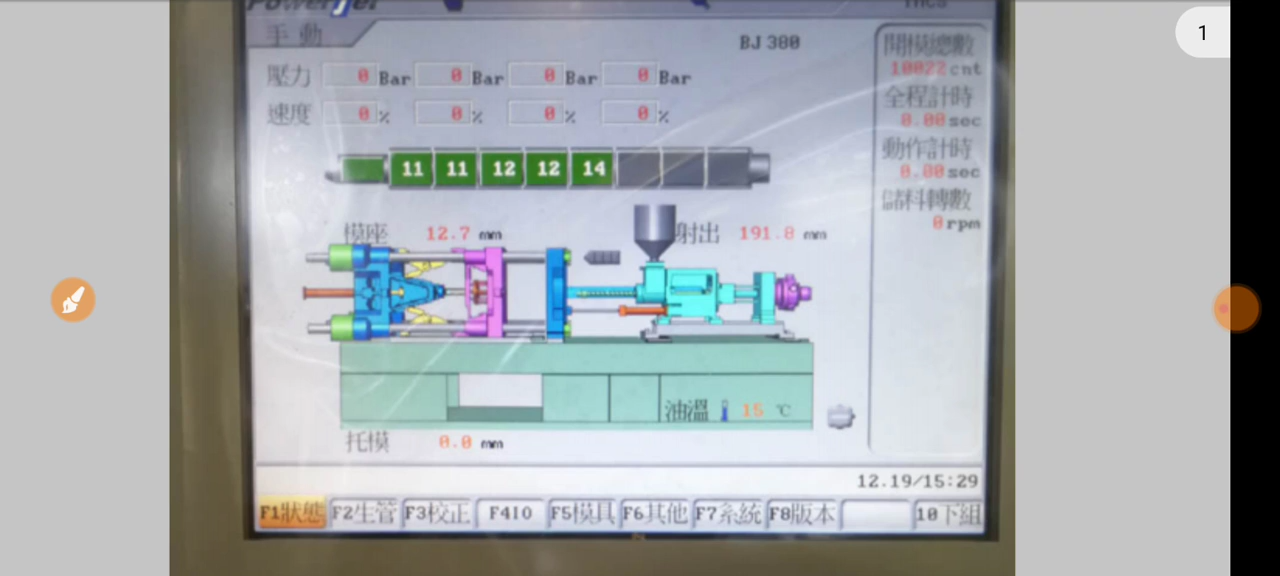 1
手動
BJ 380
壓力 0 Bar 0 Bar 0 Bar 0 Bar
速度 0 % 0 % 0 % 0 %
開模總數
10022 cnt
全程計時
0.00 sec
動作計時
0.00 sec
儲料轉數
0 rpm
11 11 12 12 14
模座 12.7 mm
射出 191.8 mm
油溫 15 ℃
托模 0.0 mm
12.19/15:29
F1狀態 F2生管 F3校正 F4IO F5模具 F6其他 F7系統 F8版本 10下組